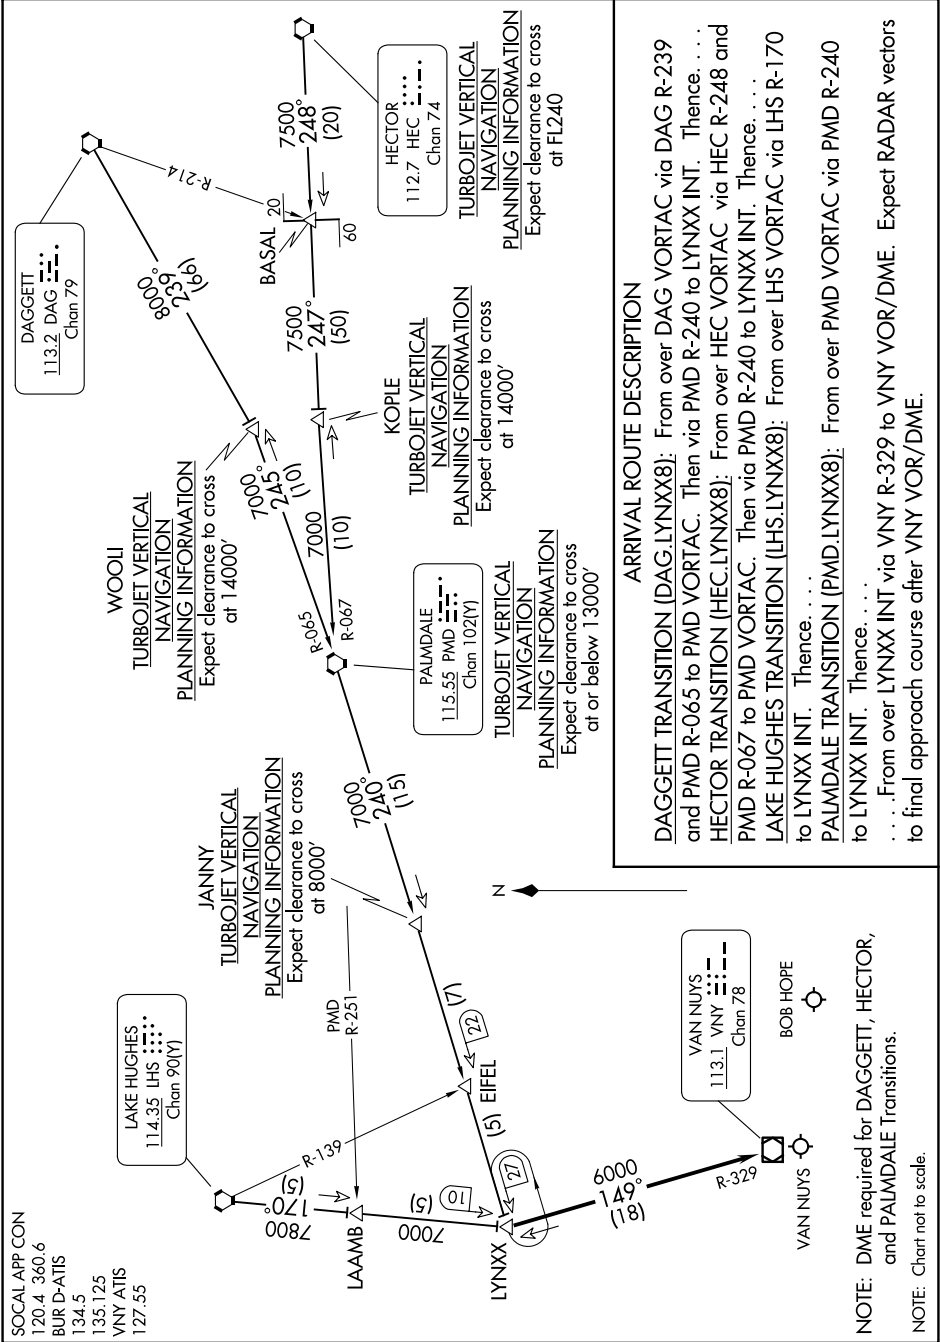 SOCAL APP CON
120.4 360.6
BUR D-ATIS
134.5
135.125
VNY ATIS
127.55
LAKE HUGHES
114.35 LHS
Chan 90(Y)
R-139
7800
170°
(5)
LAAMB
PMD
R-251
7000
(5)
10
LYNXX
27
(5)
EIFEL
22
(7)
6000
149°
(18)
R-329
VAN NUYS
113.1 VNY
Chan 78
VAN NUYS
BOB HOPE
N
JANNY
TURBOJET VERTICAL
NAVIGATION
PLANNING INFORMATION
Expect clearance to cross
at 8000'
7000
240°
(15)
PALMDALE
115.55 PMD
Chan 102(Y)
TURBOJET VERTICAL
NAVIGATION
PLANNING INFORMATION
Expect clearance to cross
at or below 13000'
R-065
R-067
WOOLI
TURBOJET VERTICAL
NAVIGATION
PLANNING INFORMATION
Expect clearance to cross
at 14000'
7000
245°
(10)
7000
(10)
KOPLE
TURBOJET VERTICAL
NAVIGATION
PLANNING INFORMATION
Expect clearance to cross
at 14000'
DAGGETT
113.2 DAG
Chan 79
8000
239°
(66)
R-214
BASAL
20
60
7500
247°
(50)
7500
248°
(20)
HECTOR
112.7 HEC
Chan 74
TURBOJET VERTICAL
NAVIGATION
PLANNING INFORMATION
Expect clearance to cross
at FL240
ARRIVAL ROUTE DESCRIPTION
DAGGETT TRANSITION (DAG.LYNXX8): From over DAG VORTAC via DAG R-239
and PMD R-065 to PMD VORTAC. Then via PMD R-240 to LYNXX INT. Thence. . . .
HECTOR TRANSITION (HEC.LYNXX8): From over HEC VORTAC via HEC R-248 and
PMD R-067 to PMD VORTAC. Then via PMD R-240 to LYNXX INT. Thence. . . .
LAKE HUGHES TRANSITION (LHS.LYNXX8): From over LHS VORTAC via LHS R-170
to LYNXX INT. Thence. . . .
PALMDALE TRANSITION (PMD.LYNXX8): From over PMD VORTAC via PMD R-240
to LYNXX INT. Thence. . . .
. . . .From over LYNXX INT via VNY R-329 to VNY VOR/DME. Expect RADAR vectors
to final approach course after VNY VOR/DME.
NOTE: DME required for DAGGETT, HECTOR,
and PALMDALE Transitions.
NOTE: Chart not to scale.